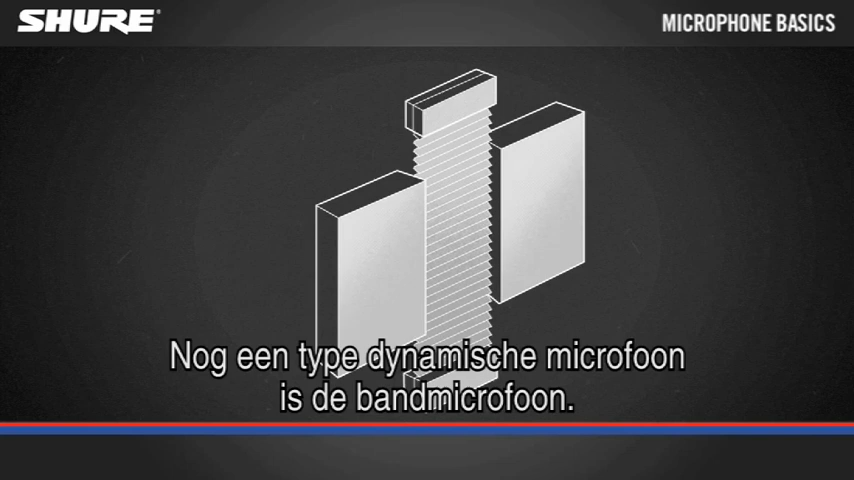 SHURE
MICROPHONE BASICS
Nog een type dynamische microfoon
is de bandmicrofoon.